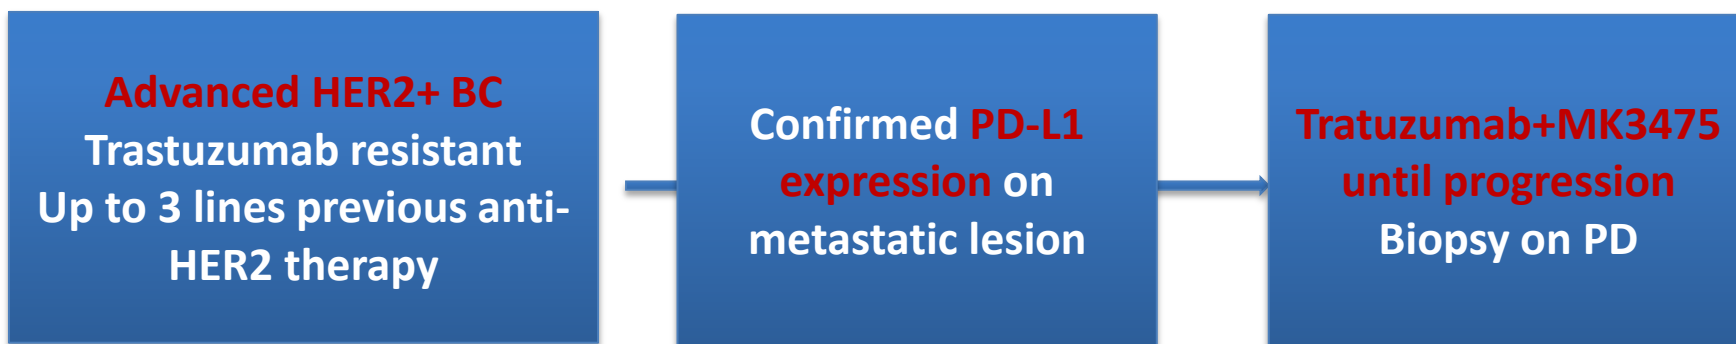 Advanced HER2+ BC
Trastuzumab resistant
Up to 3 lines previous anti-
HER2 therapy
Confirmed PD-L1
expression on
metastatic lesion
Tratuzumab+MK3475
until progression
Biopsy on PD